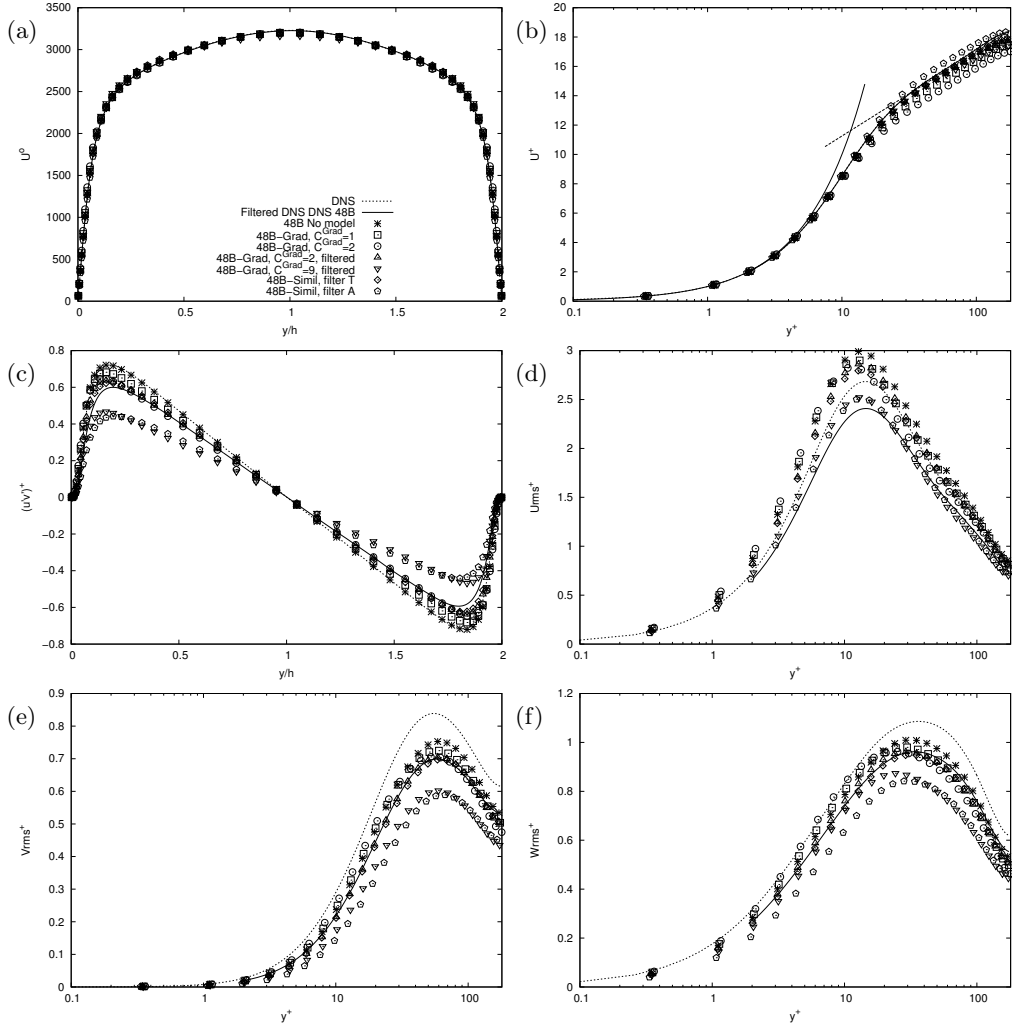 (a)
3500
3000
2500
2000
1500
1000
500
0
U⁰
0
0.5
1
1.5
2
y/h
DNS
Filtered DNS DNS 48B
48B No model
48B−Grad, C^Grad=1
48B−Grad, C^Grad=2
48B−Grad, C^Grad=2, filtered
48B−Grad, C^Grad=9, filtered
48B−Simil, filter T
48B−Simil, filter A
(b)
20
18
16
14
12
10
8
6
4
2
0
U⁺
0.1
1
10
100
y⁺
(c)
0.8
0.6
0.4
0.2
0
−0.2
−0.4
−0.6
−0.8
(u'v')⁺
0
0.5
1
1.5
2
y/h
(d)
3
2.5
2
1.5
1
0.5
0
Urms⁺
0.1
1
10
100
y⁺
(e)
0.9
0.8
0.7
0.6
0.5
0.4
0.3
0.2
0.1
0
Vrms⁺
0.1
1
10
100
y⁺
(f)
1.2
1
0.8
0.6
0.4
0.2
0
Wrms⁺
0.1
1
10
100
y⁺